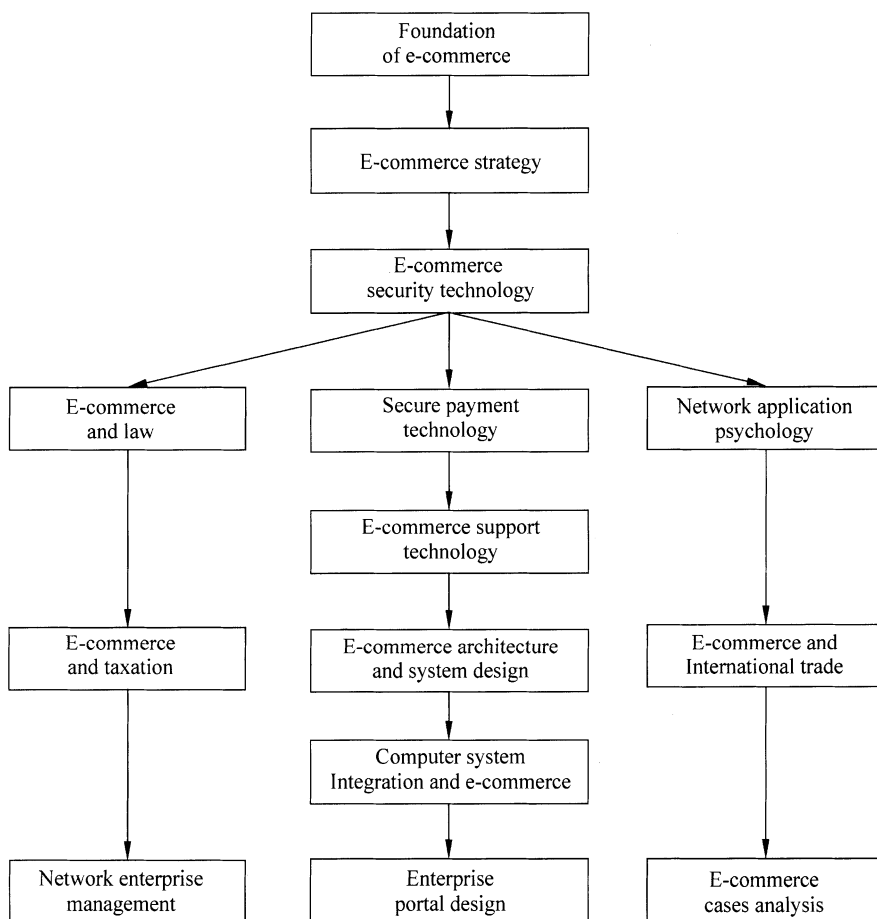 Foundation
of e-commerce
E-commerce strategy
E-commerce
security technology
E-commerce
and law
Secure payment
technology
Network application
psychology
E-commerce support
technology
E-commerce
and taxation
E-commerce architecture
and system design
E-commerce and
International trade
Computer system
Integration and e-commerce
Network enterprise
management
Enterprise
portal design
E-commerce
cases analysis